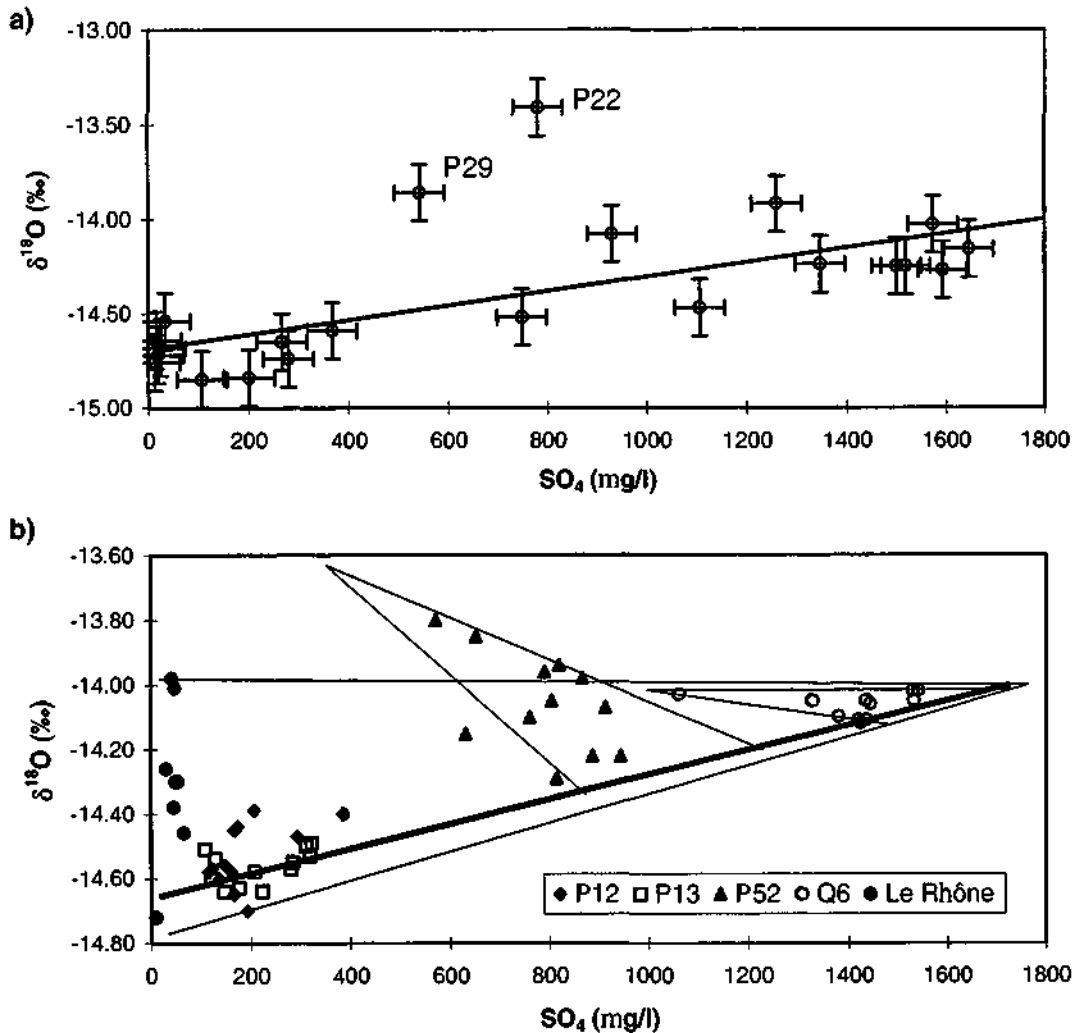 a)
-13.00
-13.50
-14.00
-14.50
-15.00
δ¹⁸O (‰)
P22
P29
0 200 400 600 800 1000 1200 1400 1600 1800
SO₄ (mg/l)
b)
-13.60
-13.80
-14.00
-14.20
-14.40
-14.60
-14.80
δ¹⁸O (‰)
P12 P13 P52 Q6 Le Rhône
0 200 400 600 800 1000 1200 1400 1600 1800
SO₄ (mg/l)